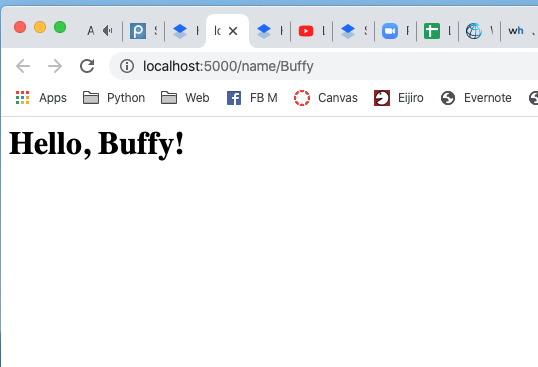 localhost:5000/name/Buffy
Apps Python Web FB M Canvas Eijiro Evernote
Hello, Buffy!